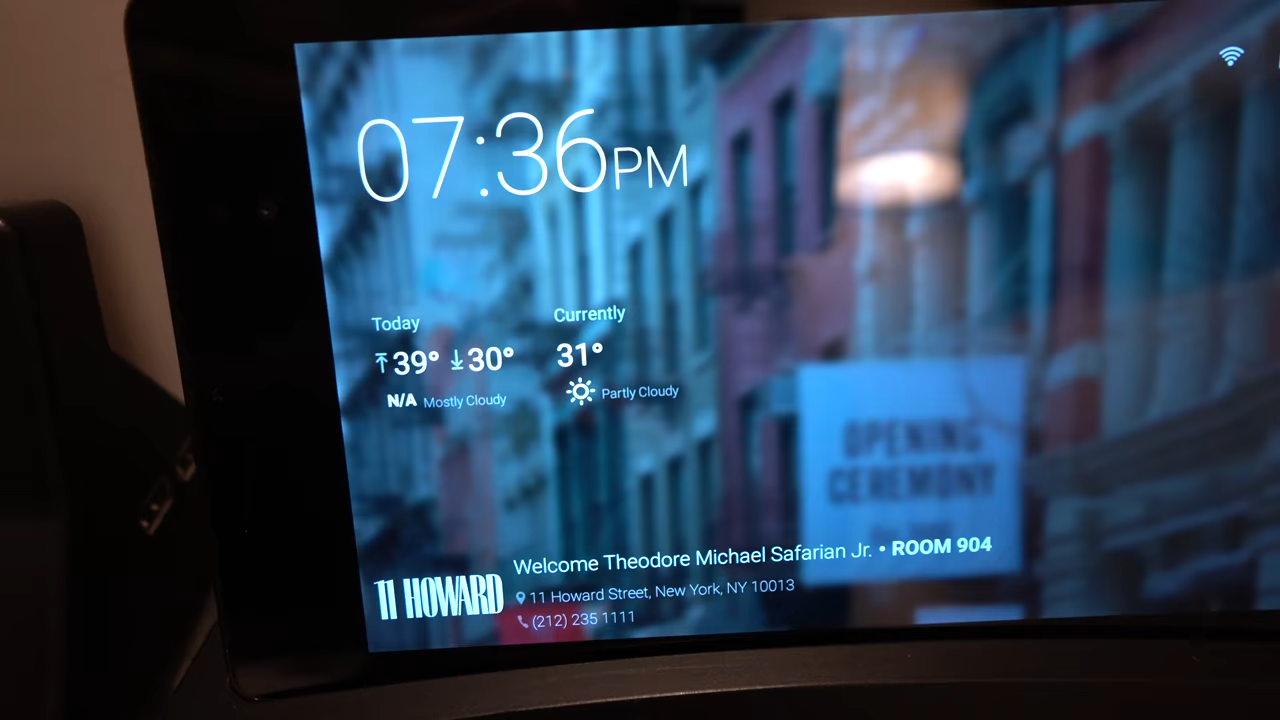 07:36PM
Today
39° 30°
N/A Mostly Cloudy
Currently
31°
Partly Cloudy
OPENING
CEREMONY
11 HOWARD
Welcome Theodore Michael Safarian Jr. • ROOM 904
11 Howard Street, New York, NY 10013
(212) 235 1111